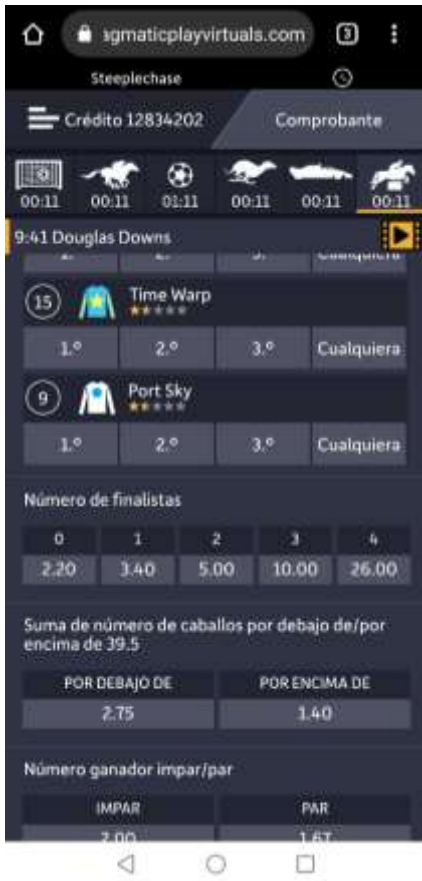 agmaticplayvirtuals.com 3
Steeplechase
Crédito 12834202 Comprobante
00:11 00:11 01:11 00:11 00:11 00:11
9:41 Douglas Downs
15 Time Warp
1.º 2.º 3.º Cualquiera
9 Port Sky
1.º 2.º 3.º Cualquiera
Número de finalistas
0 1 2 3 4
2.20 3.40 5.00 10.00 26.00
Suma de número de caballos por debajo de/por
encima de 39.5
POR DEBAJO DE POR ENCIMA DE
2.75 1.40
Número ganador impar/par
IMPAR PAR
2.00 1.67